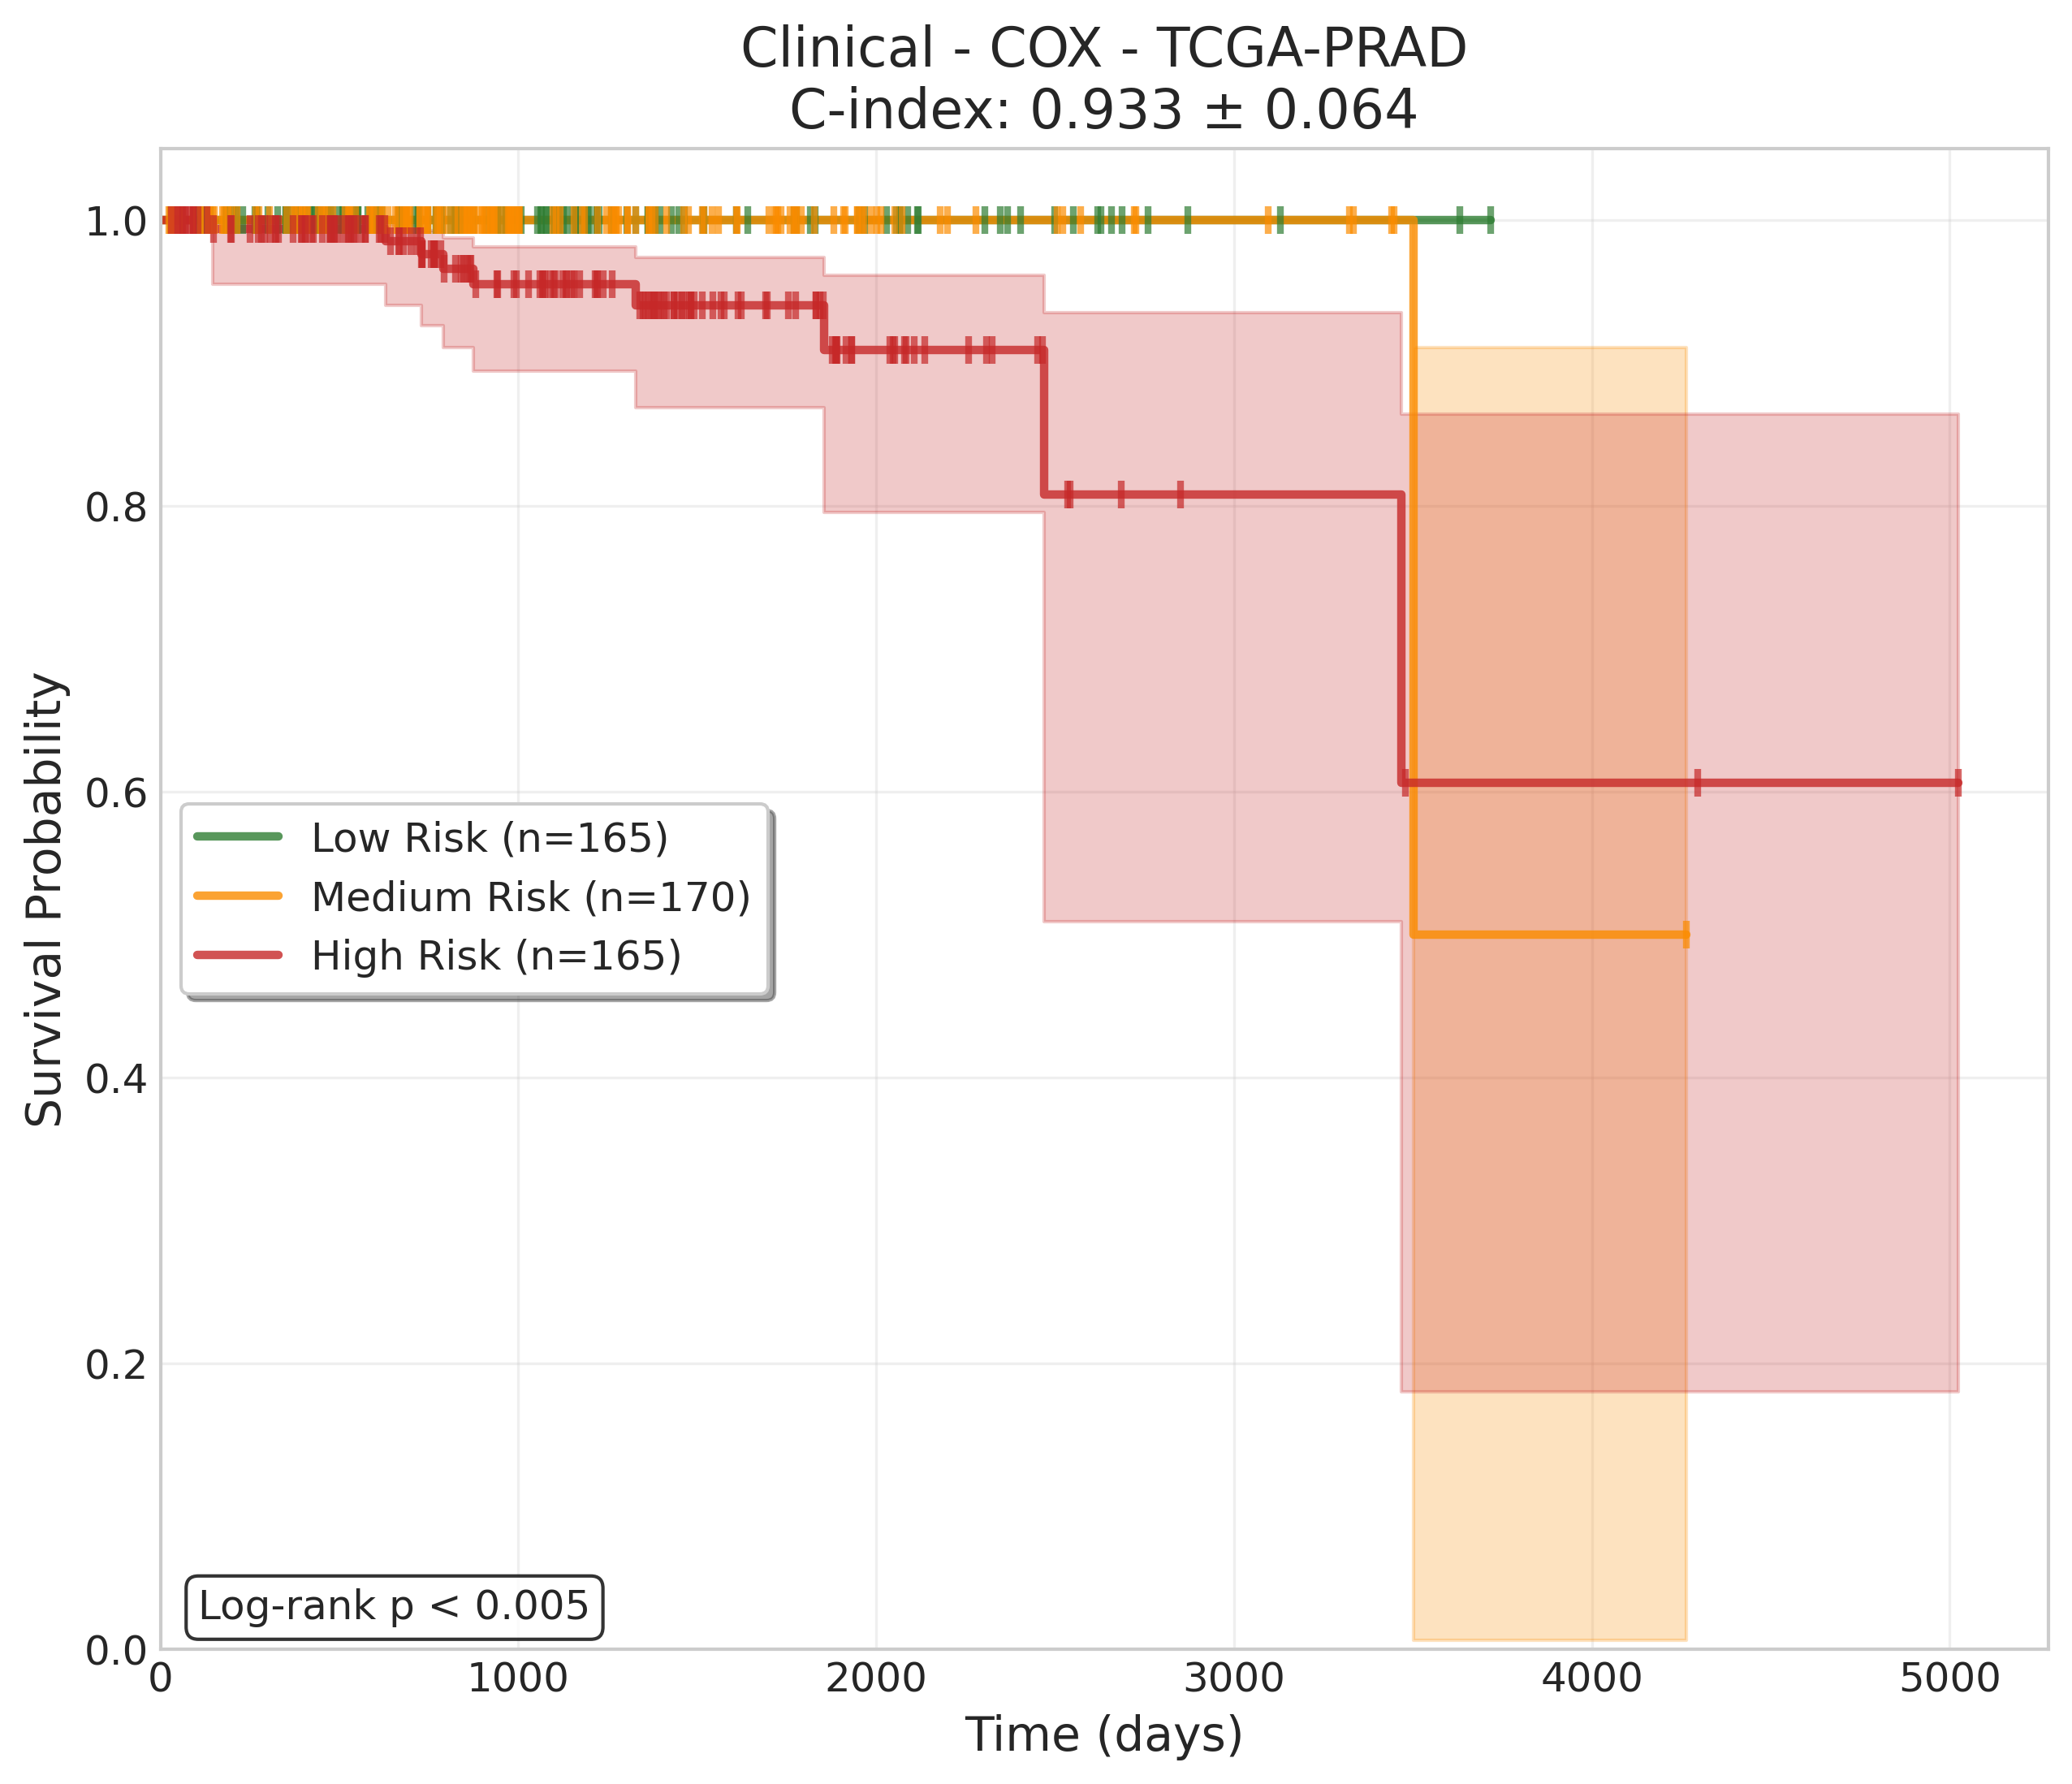 Clinical - COX - TCGA-PRAD
C-index: 0.933 ± 0.064
Survival Probability
1.0
0.8
0.6
0.4
0.2
0.0
Low Risk (n=165)
Medium Risk (n=170)
High Risk (n=165)
Log-rank p < 0.005
0 1000 2000 3000 4000 5000
Time (days)